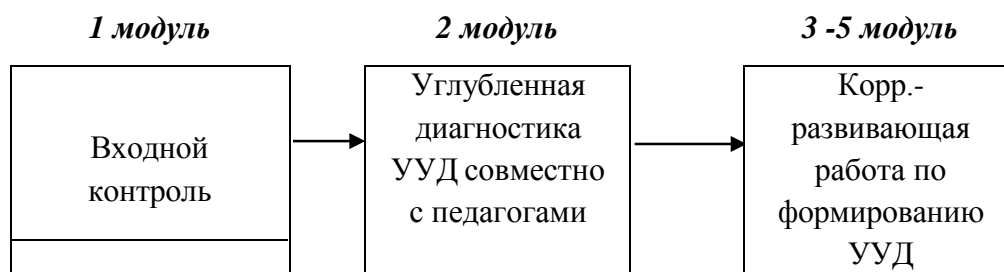 1 модуль
2 модуль
3 -5 модуль
Входной
контроль
Углубленная
диагностика
УУД совместно
с педагогами
Корр.-
развивающая
работа по
формированию
УУД